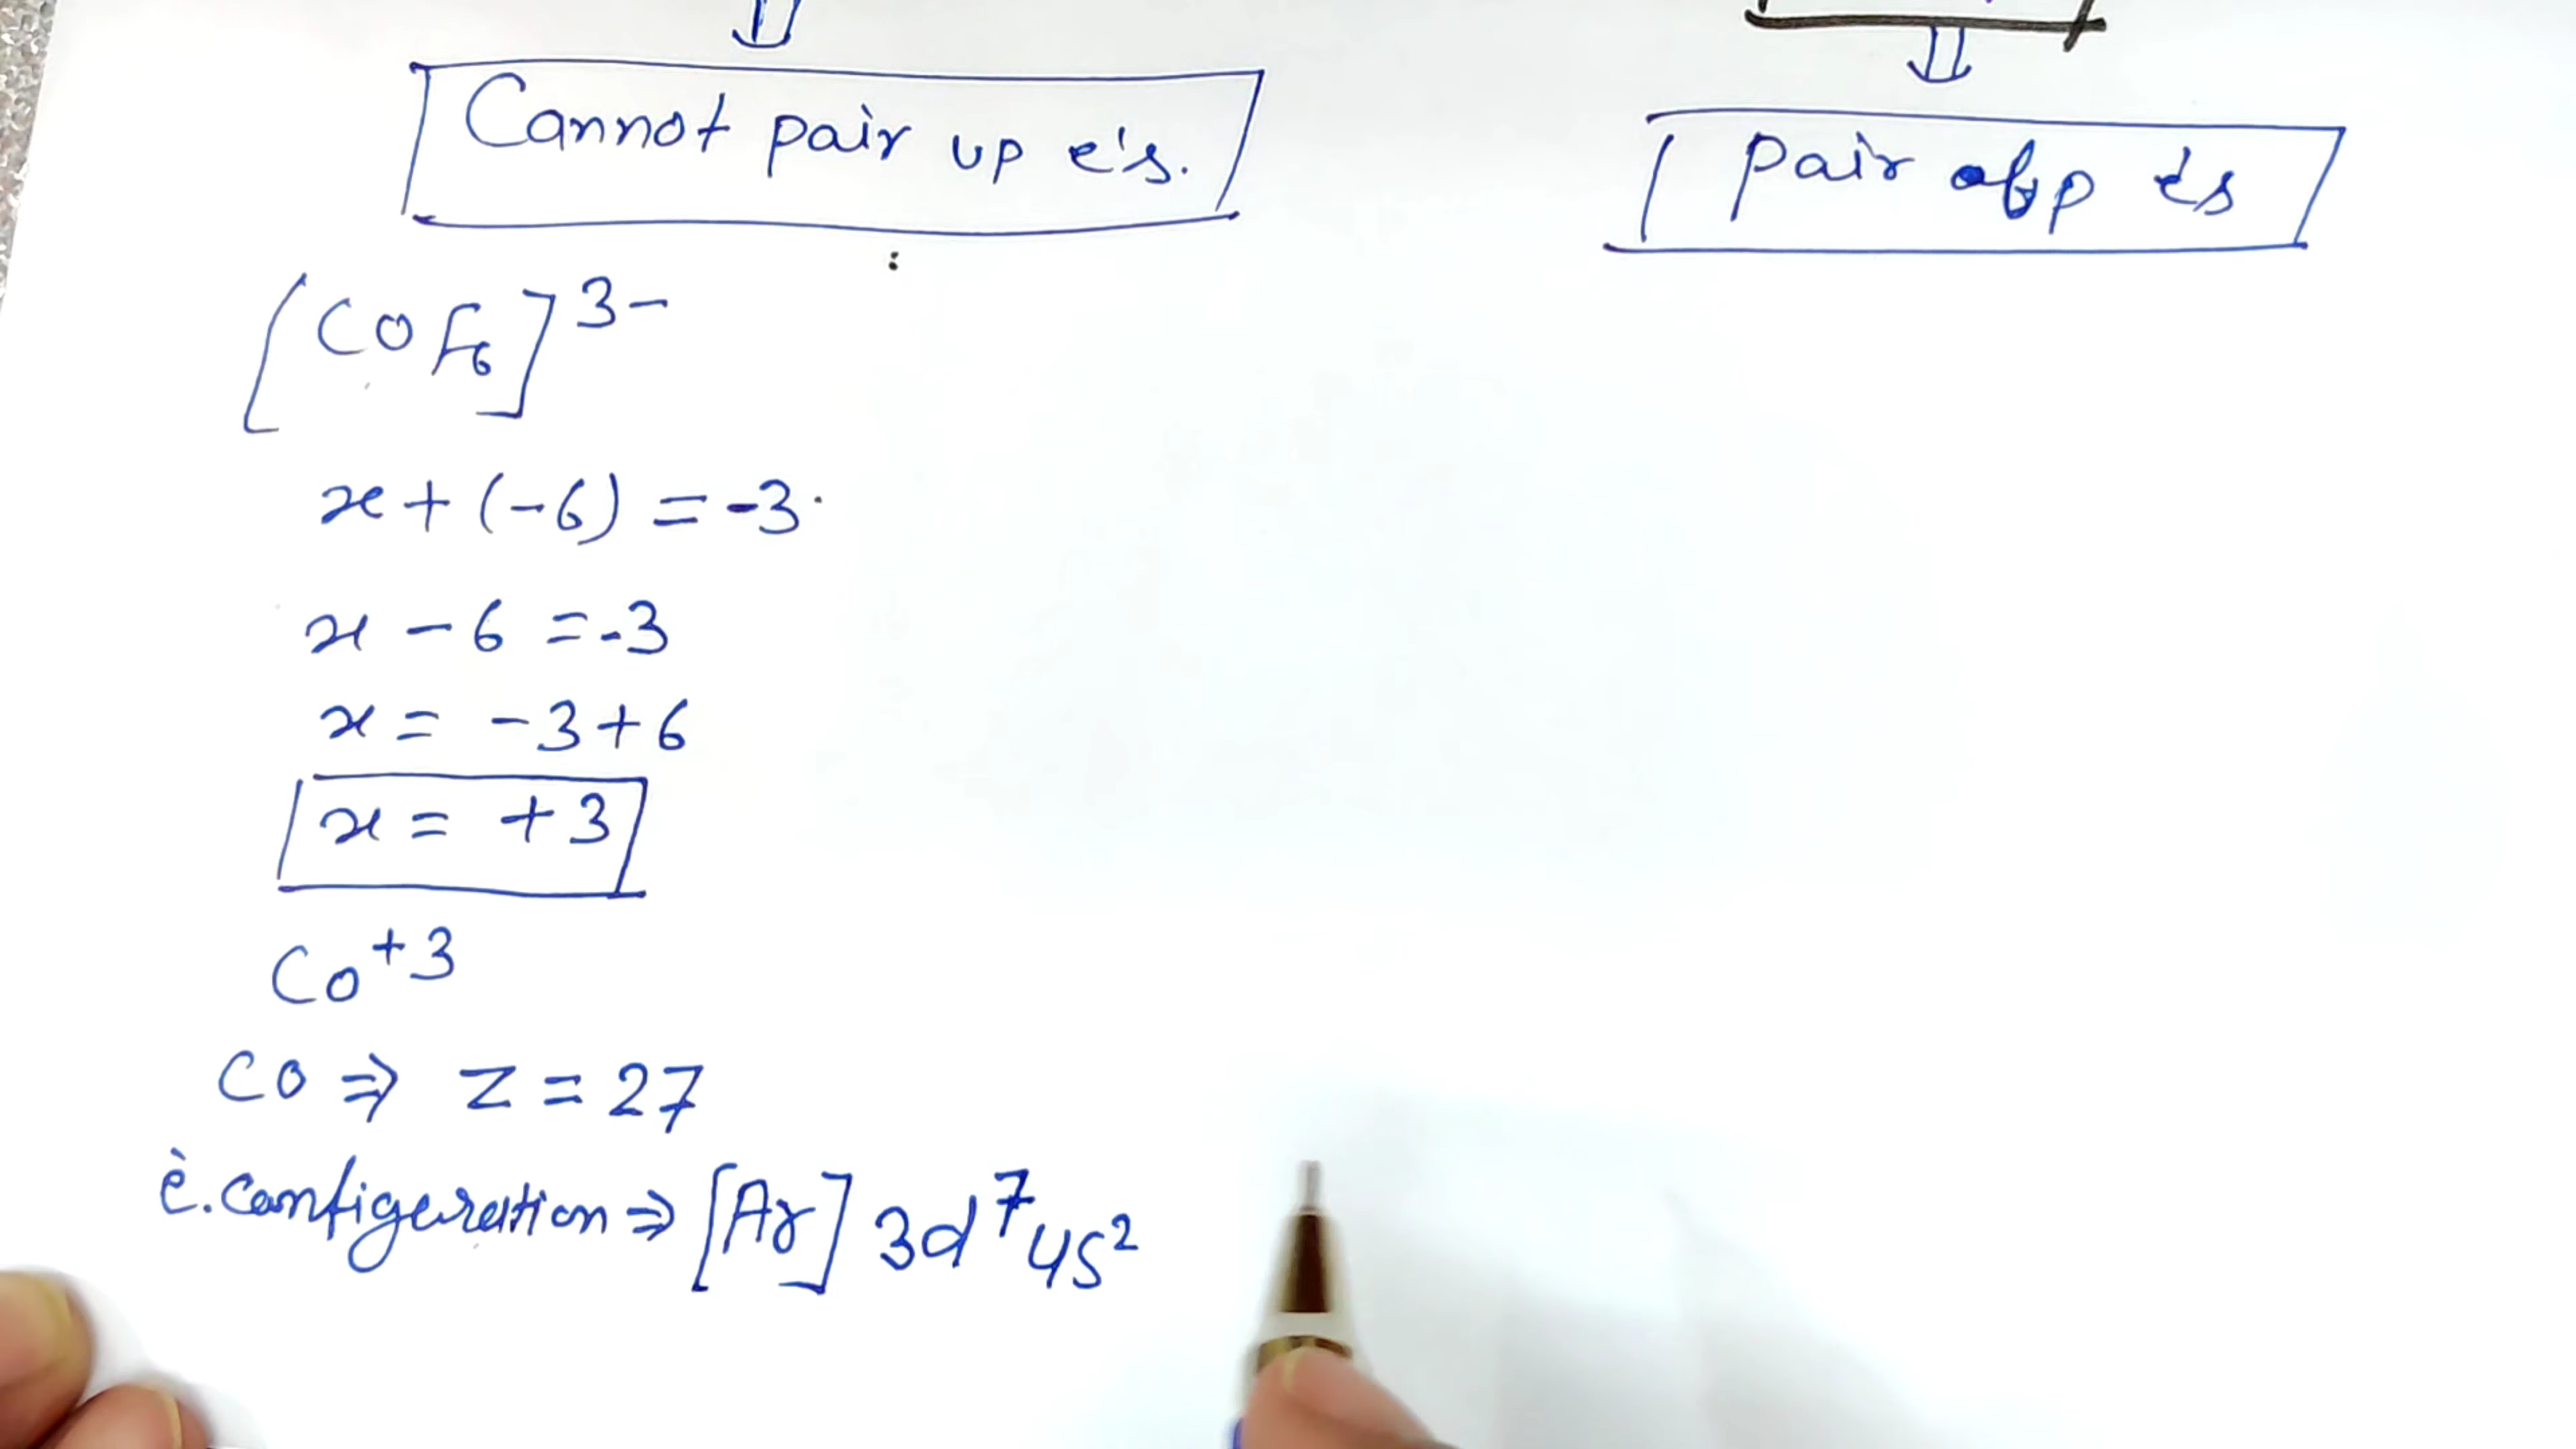 Cannot pair up e's.
pair up e's
[CoF₆]³⁻
x + (-6) = -3
x - 6 = -3
x = -3+6
x = +3
Co⁺³
Co ⇒ Z = 27
e⁻. configuration ⇒ [Ar] 3d⁷ 4s²